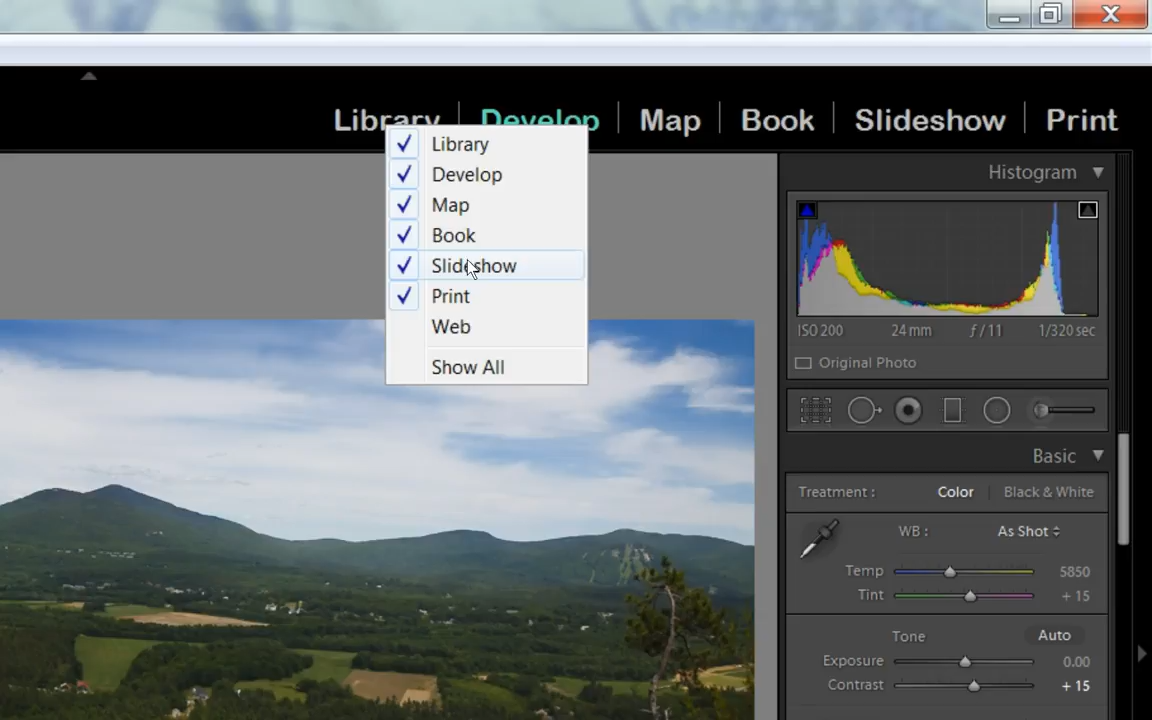 Library | Develop | Map | Book | Slideshow | Print
Library
Develop
Map
Book
Slideshow
Print
Web
Show All
Histogram
ISO 200 24 mm f / 11 1/320 sec
Original Photo
Basic
Treatment : Color Black & White
WB : As Shot
Temp 5850
Tint + 15
Tone Auto
Exposure 0.00
Contrast + 15